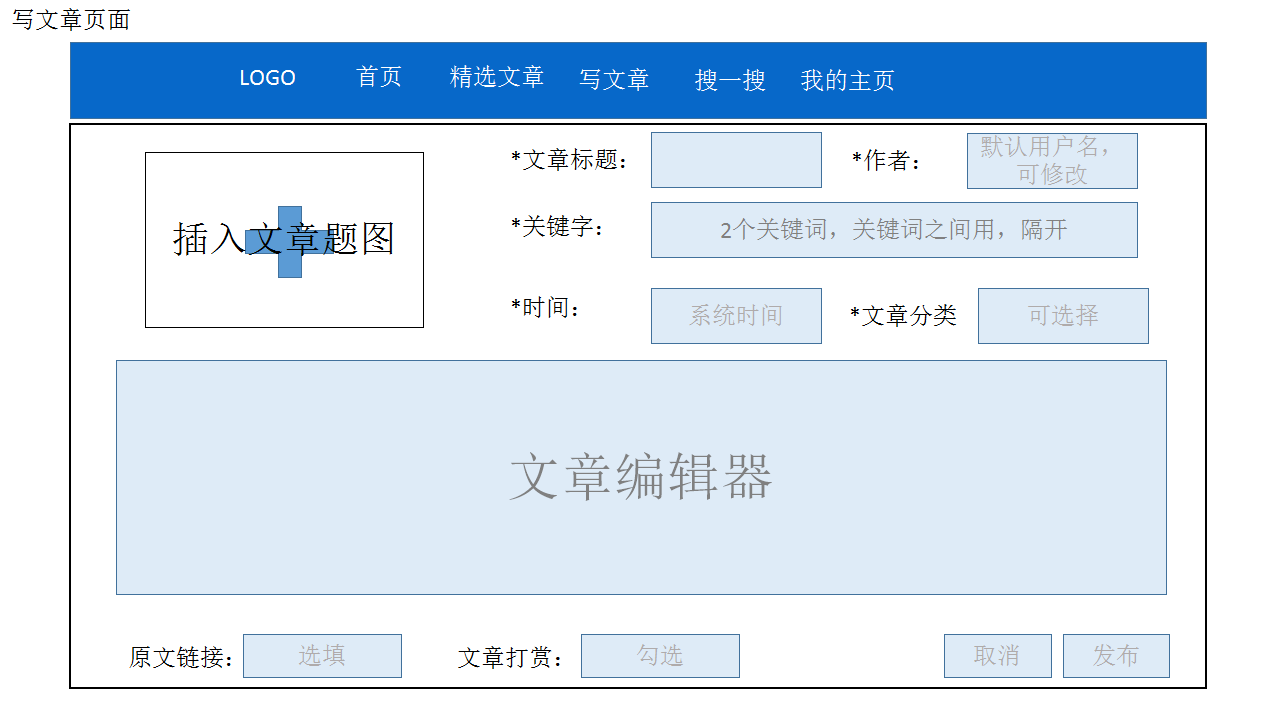 写文章页面
LOGO 首页 精选文章 写文章 搜一搜 我的主页
插入文章题图
*文章标题：
*作者：
默认用户名，
可修改
*关键字：
2个关键词，关键词之间用，隔开
*时间：
系统时间
*文章分类
可选择
文章编辑器
原文链接：
选填
文章打赏：
勾选
取消
发布